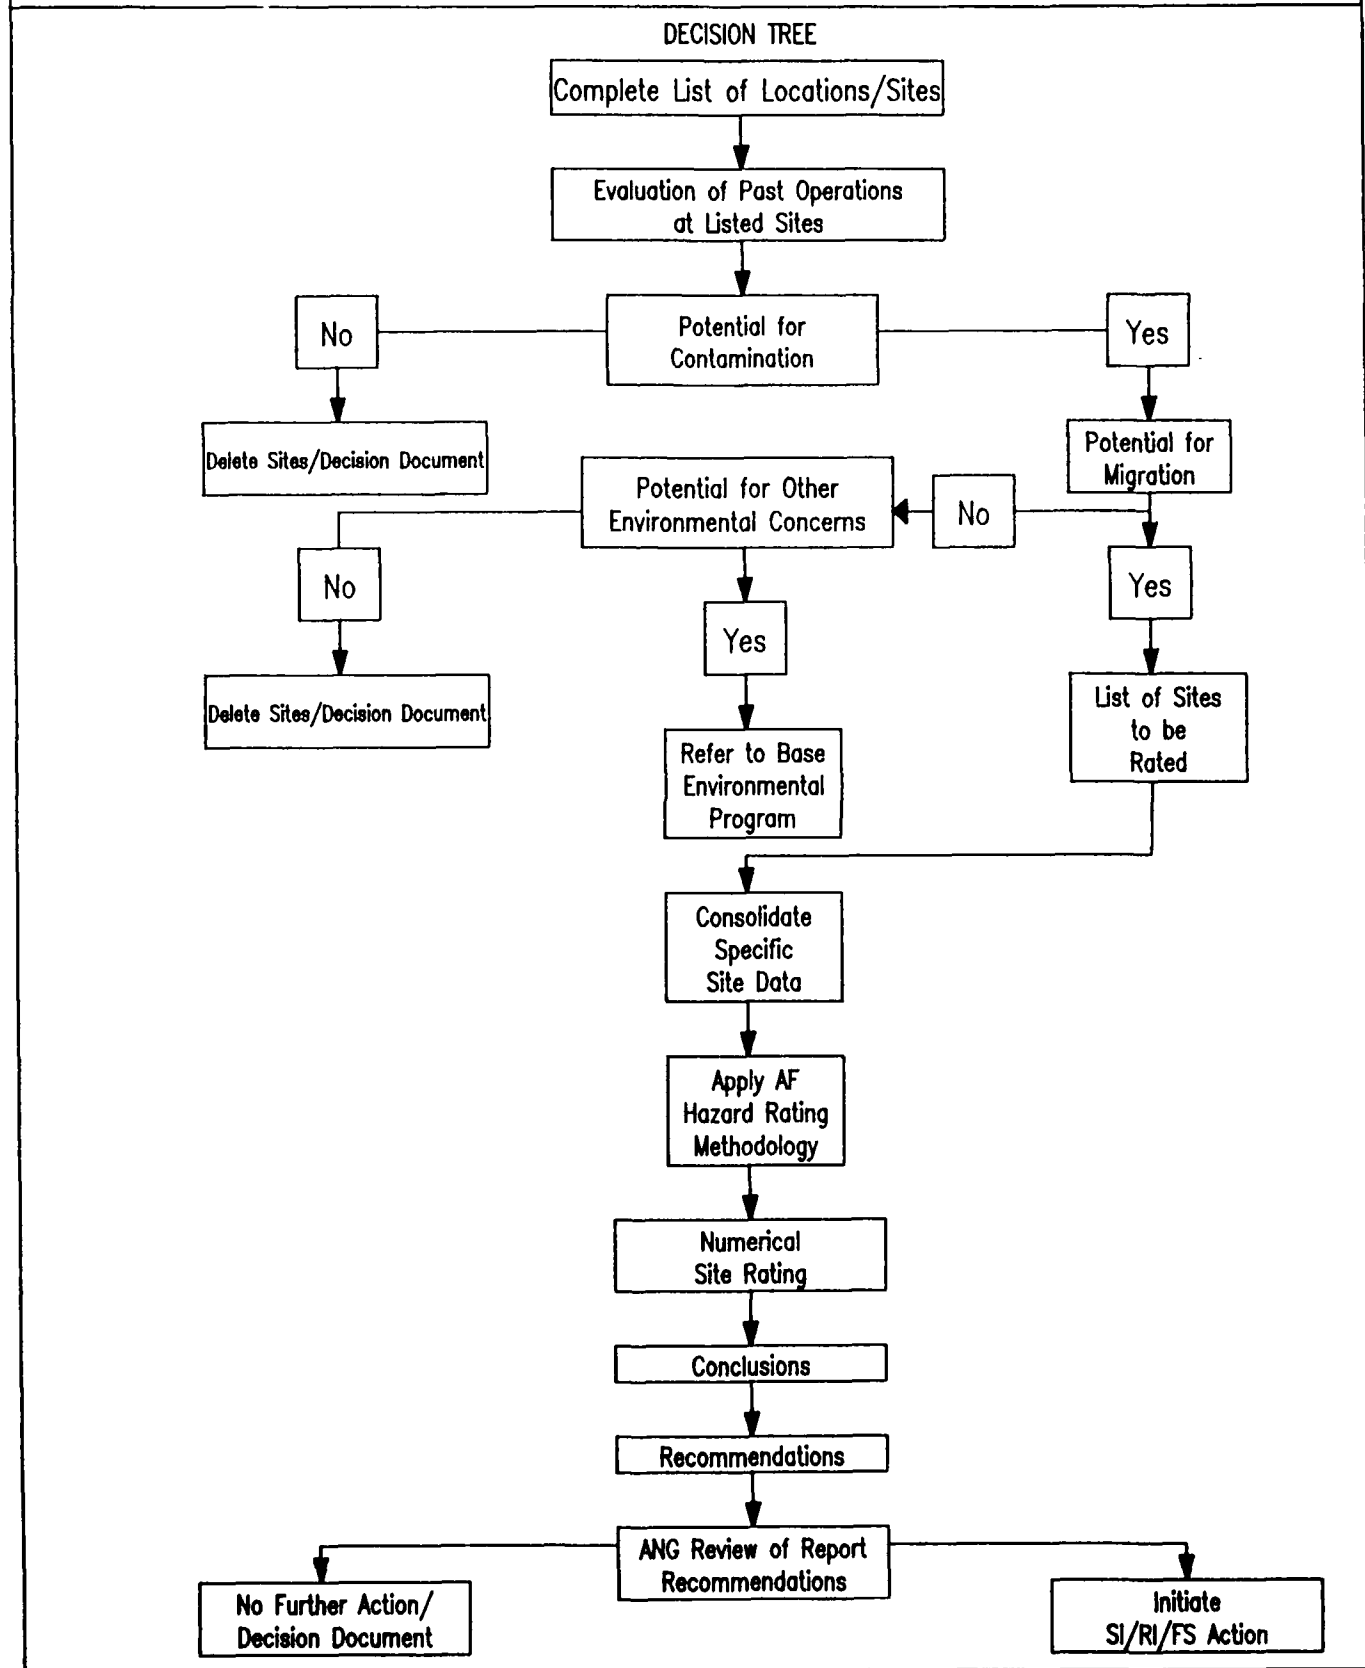 DECISION TREE
Complete List of Locations/Sites
Evaluation of Past Operations
at Listed Sites
No
Potential for
Contamination
Yes
Delete Sites/Decision Document
Potential for
Migration
Potential for Other
Environmental Concerns
No
No
Yes
Yes
Delete Sites/Decision Document
List of Sites
to be
Rated
Refer to Base
Environmental
Program
Consolidate
Specific
Site Data
Apply AF
Hazard Rating
Methodology
Numerical
Site Rating
Conclusions
Recommendations
ANG Review of Report
Recommendations
No Further Action/
Decision Document
Initiate
SI/RI/FS Action